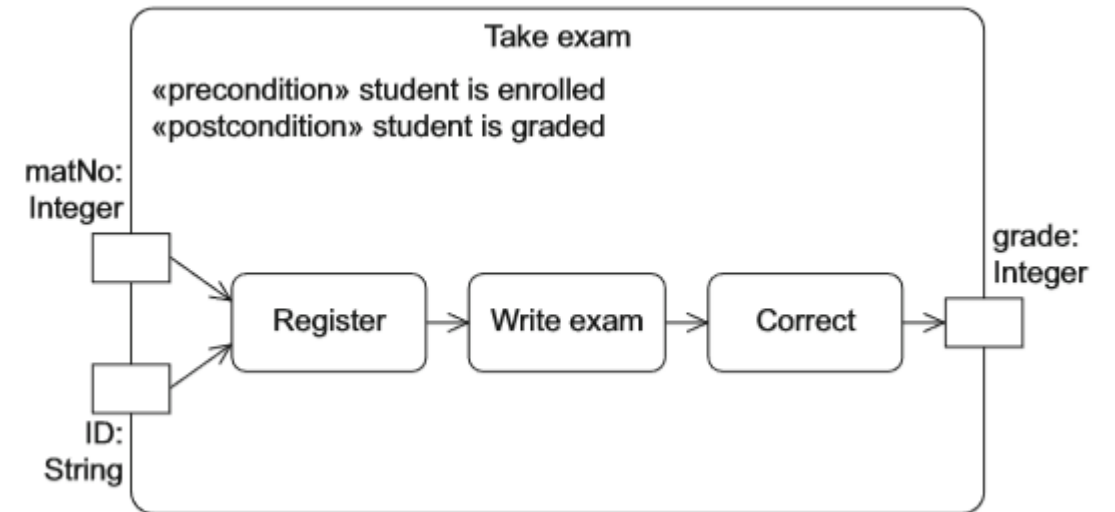 Take exam
«precondition» student is enrolled
«postcondition» student is graded
matNo:
Integer
grade:
Integer
Register
Write exam
Correct
ID:
String